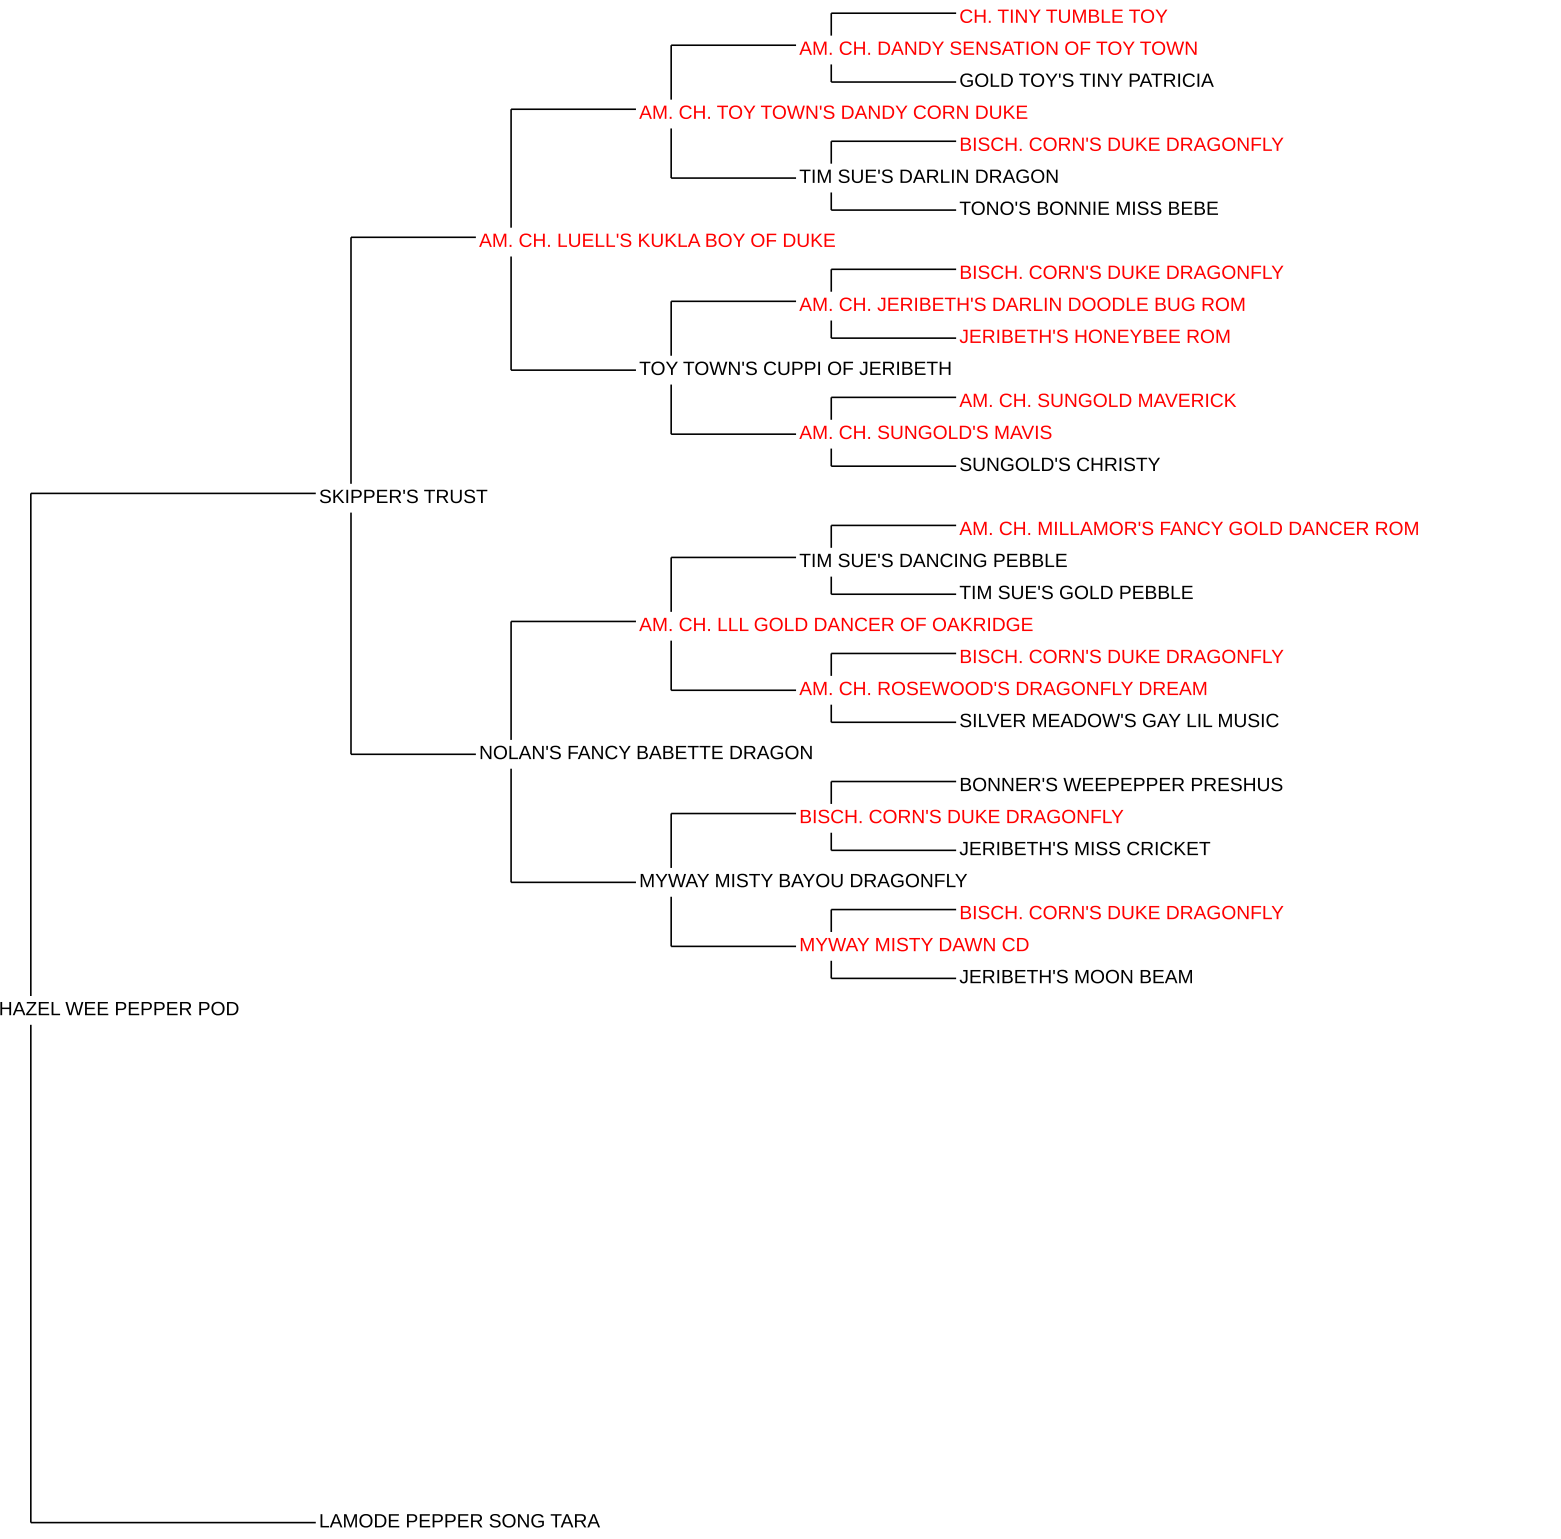 CH. TINY TUMBLE TOY
AM. CH. DANDY SENSATION OF TOY TOWN
GOLD TOY'S TINY PATRICIA
AM. CH. TOY TOWN'S DANDY CORN DUKE
BISCH. CORN'S DUKE DRAGONFLY
TIM SUE'S DARLIN DRAGON
TONO'S BONNIE MISS BEBE
AM. CH. LUELL'S KUKLA BOY OF DUKE
BISCH. CORN'S DUKE DRAGONFLY
AM. CH. JERIBETH'S DARLIN DOODLE BUG ROM
JERIBETH'S HONEYBEE ROM
TOY TOWN'S CUPPI OF JERIBETH
AM. CH. SUNGOLD MAVERICK
AM. CH. SUNGOLD'S MAVIS
SUNGOLD'S CHRISTY
SKIPPER'S TRUST
AM. CH. MILLAMOR'S FANCY GOLD DANCER ROM
TIM SUE'S DANCING PEBBLE
TIM SUE'S GOLD PEBBLE
AM. CH. LLL GOLD DANCER OF OAKRIDGE
BISCH. CORN'S DUKE DRAGONFLY
AM. CH. ROSEWOOD'S DRAGONFLY DREAM
SILVER MEADOW'S GAY LIL MUSIC
NOLAN'S FANCY BABETTE DRAGON
BONNER'S WEEPEPPER PRESHUS
BISCH. CORN'S DUKE DRAGONFLY
JERIBETH'S MISS CRICKET
MYWAY MISTY BAYOU DRAGONFLY
BISCH. CORN'S DUKE DRAGONFLY
MYWAY MISTY DAWN CD
JERIBETH'S MOON BEAM
HAZEL WEE PEPPER POD
LAMODE PEPPER SONG TARA